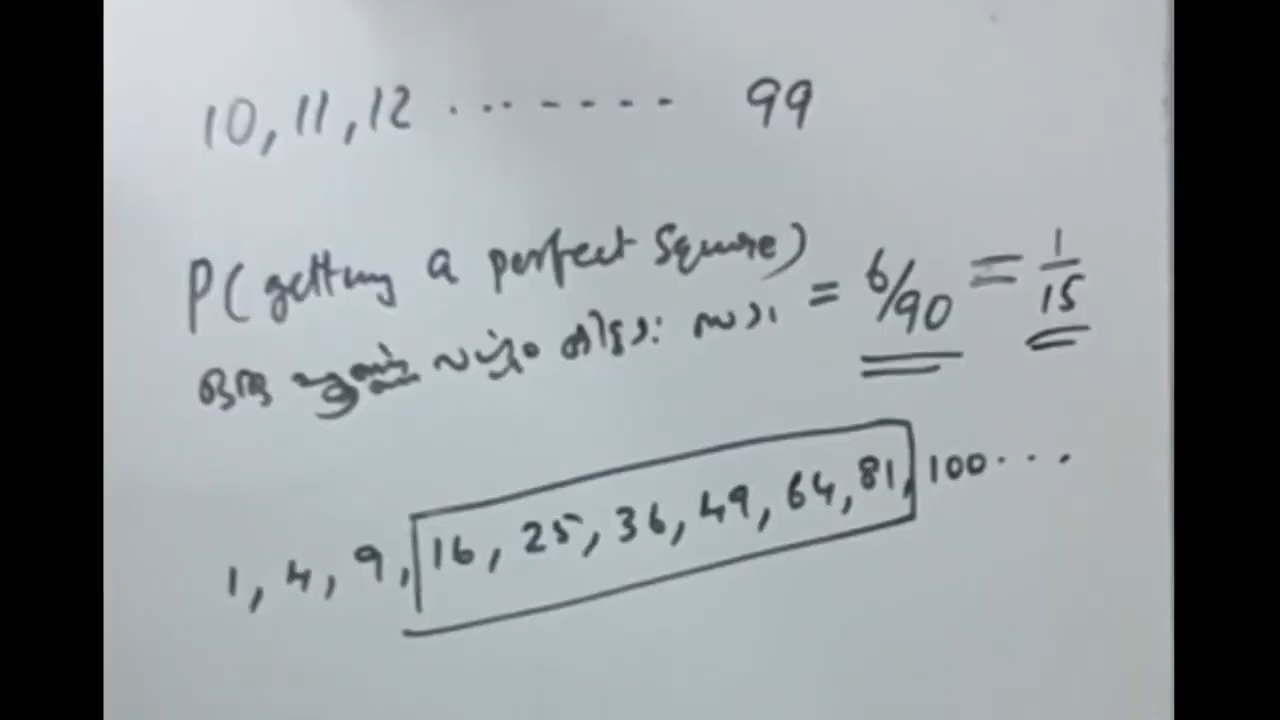 10, 11, 12 ....... 99
P(getting a perfect square) = 6/90 = 1/15
ഒരു
1, 4, 9, 16, 25, 36, 49, 64, 81, 100 ...